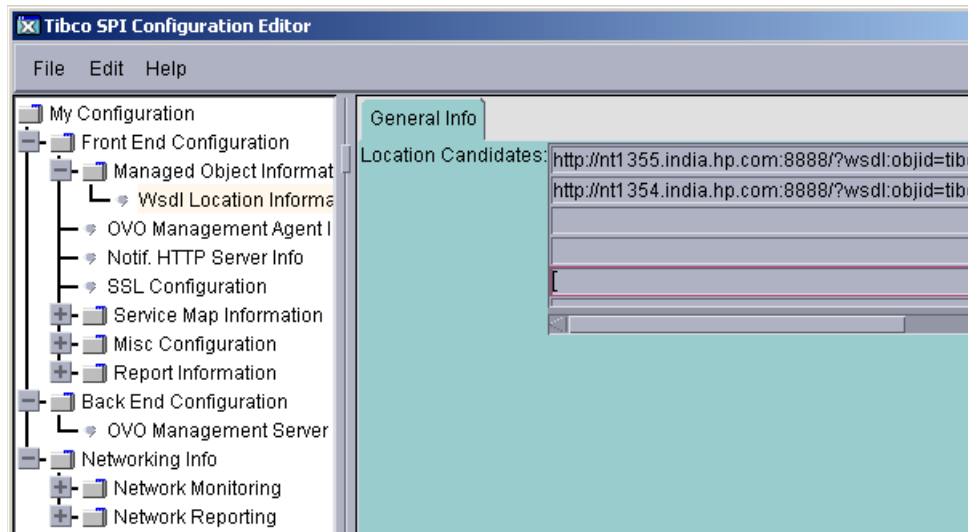 Tibco SPI Configuration Editor
File Edit Help
My Configuration
Front End Configuration
Managed Object Informat
Wsdl Location Informa
OVO Management Agent I
Notif. HTTP Server Info
SSL Configuration
Service Map Information
Misc Configuration
Report Information
Back End Configuration
OVO Management Server
Networking Info
Network Monitoring
Network Reporting
General Info
Location Candidates:
http://nt1355.india.hp.com:8888/?wsdl:objid=tib
http://nt1354.india.hp.com:8888/?wsdl:objid=tib
[